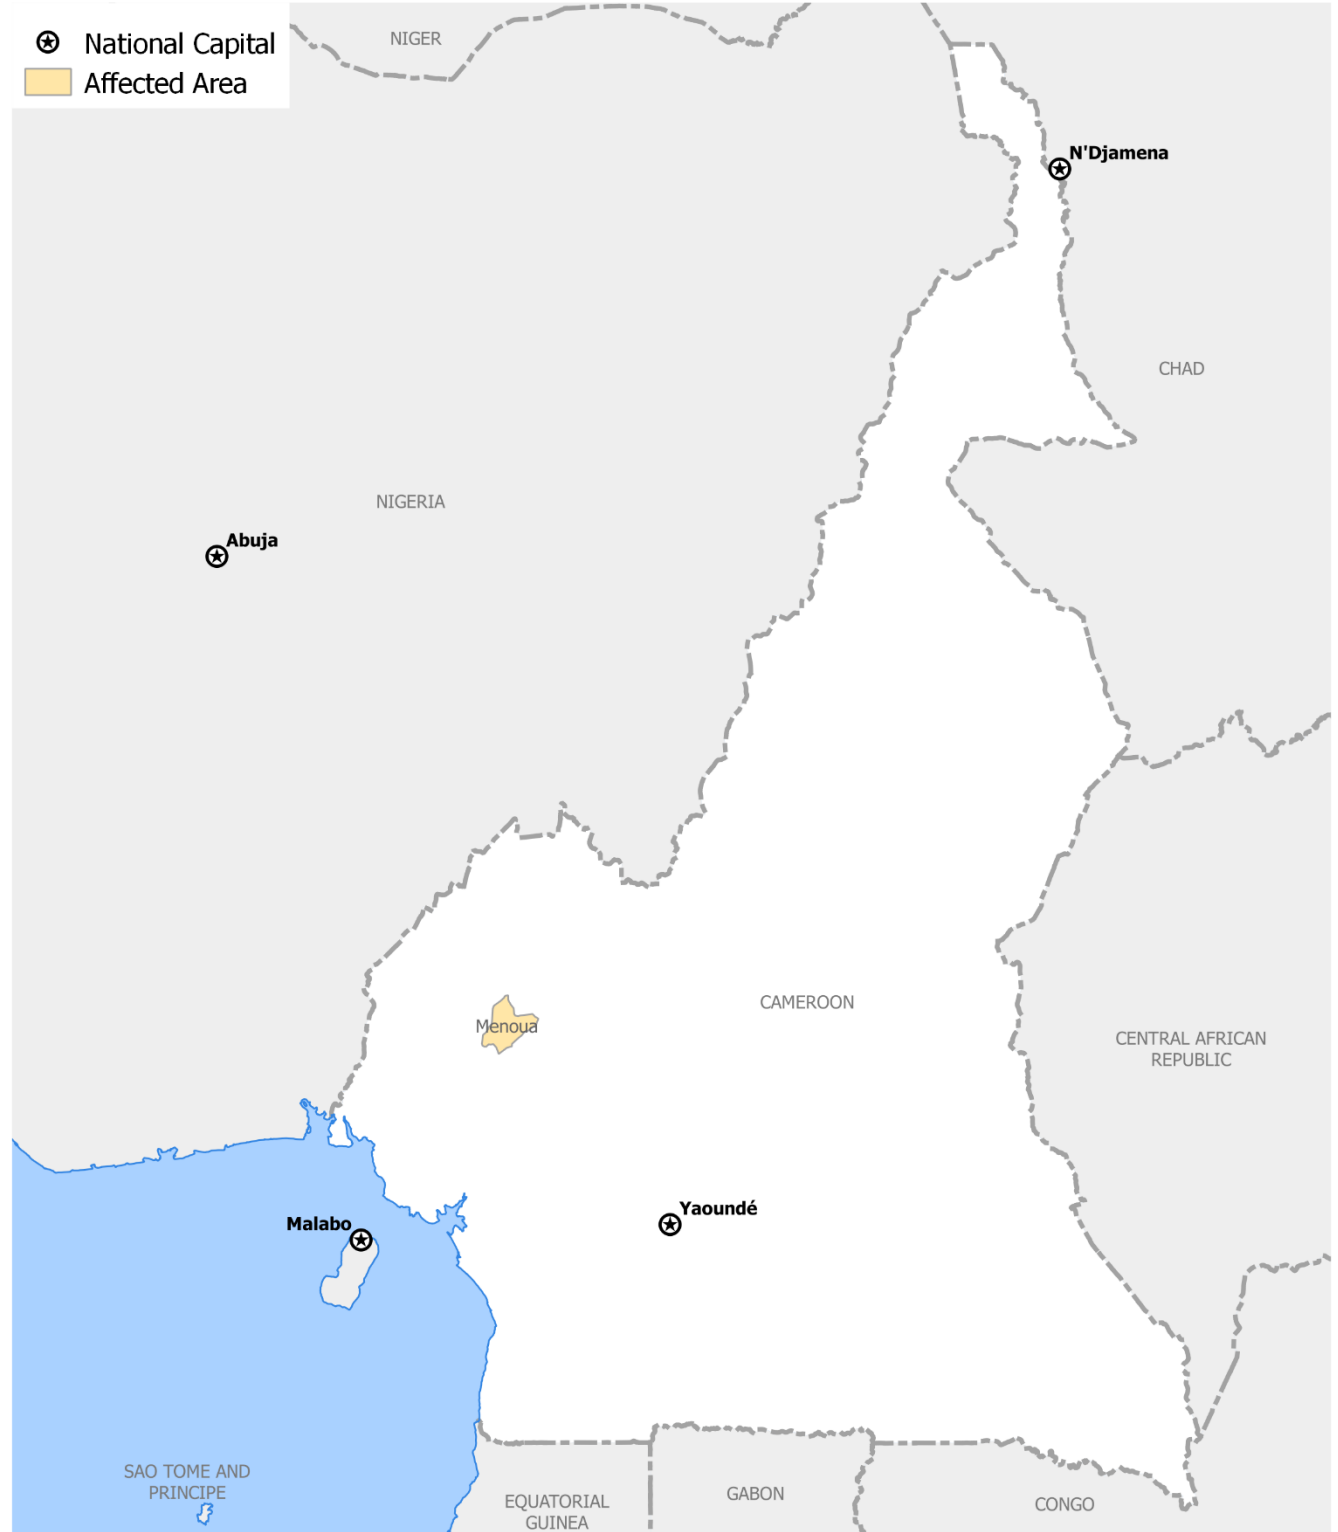 National Capital
Affected Area
NIGER
N'Djamena
CHAD
NIGERIA
Abuja
CAMEROON
Menoua
CENTRAL AFRICAN
REPUBLIC
Yaoundé
Malabo
SAO TOME AND
PRINCIPE
EQUATORIAL
GUINEA
GABON
CONGO